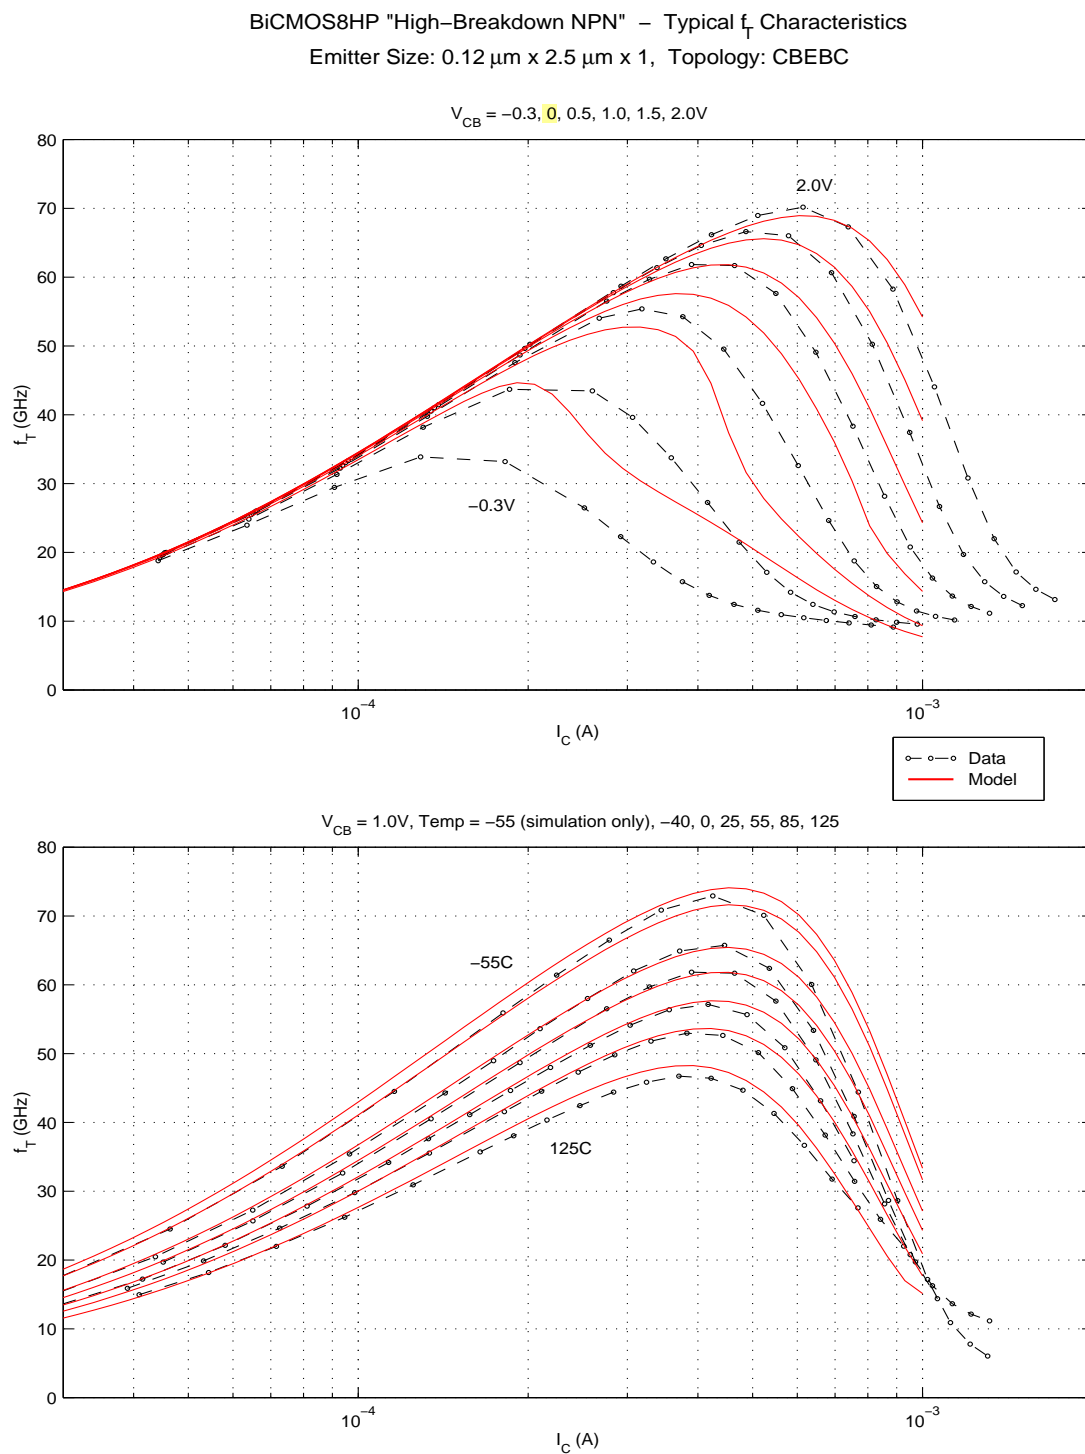 BiCMOS8HP "High−Breakdown NPN" − Typical fT Characteristics
Emitter Size: 0.12 μm x 2.5 μm x 1, Topology: CBEBC
VCB = −0.3, 0, 0.5, 1.0, 1.5, 2.0V
80
70
60
50
40
30
20
10
0
fT (GHz)
2.0V
−0.3V
10−4
10−3
IC (A)
Data
Model
VCB = 1.0V, Temp = −55 (simulation only), −40, 0, 25, 55, 85, 125
80
70
60
50
40
30
20
10
0
fT (GHz)
−55C
125C
10−4
10−3
IC (A)